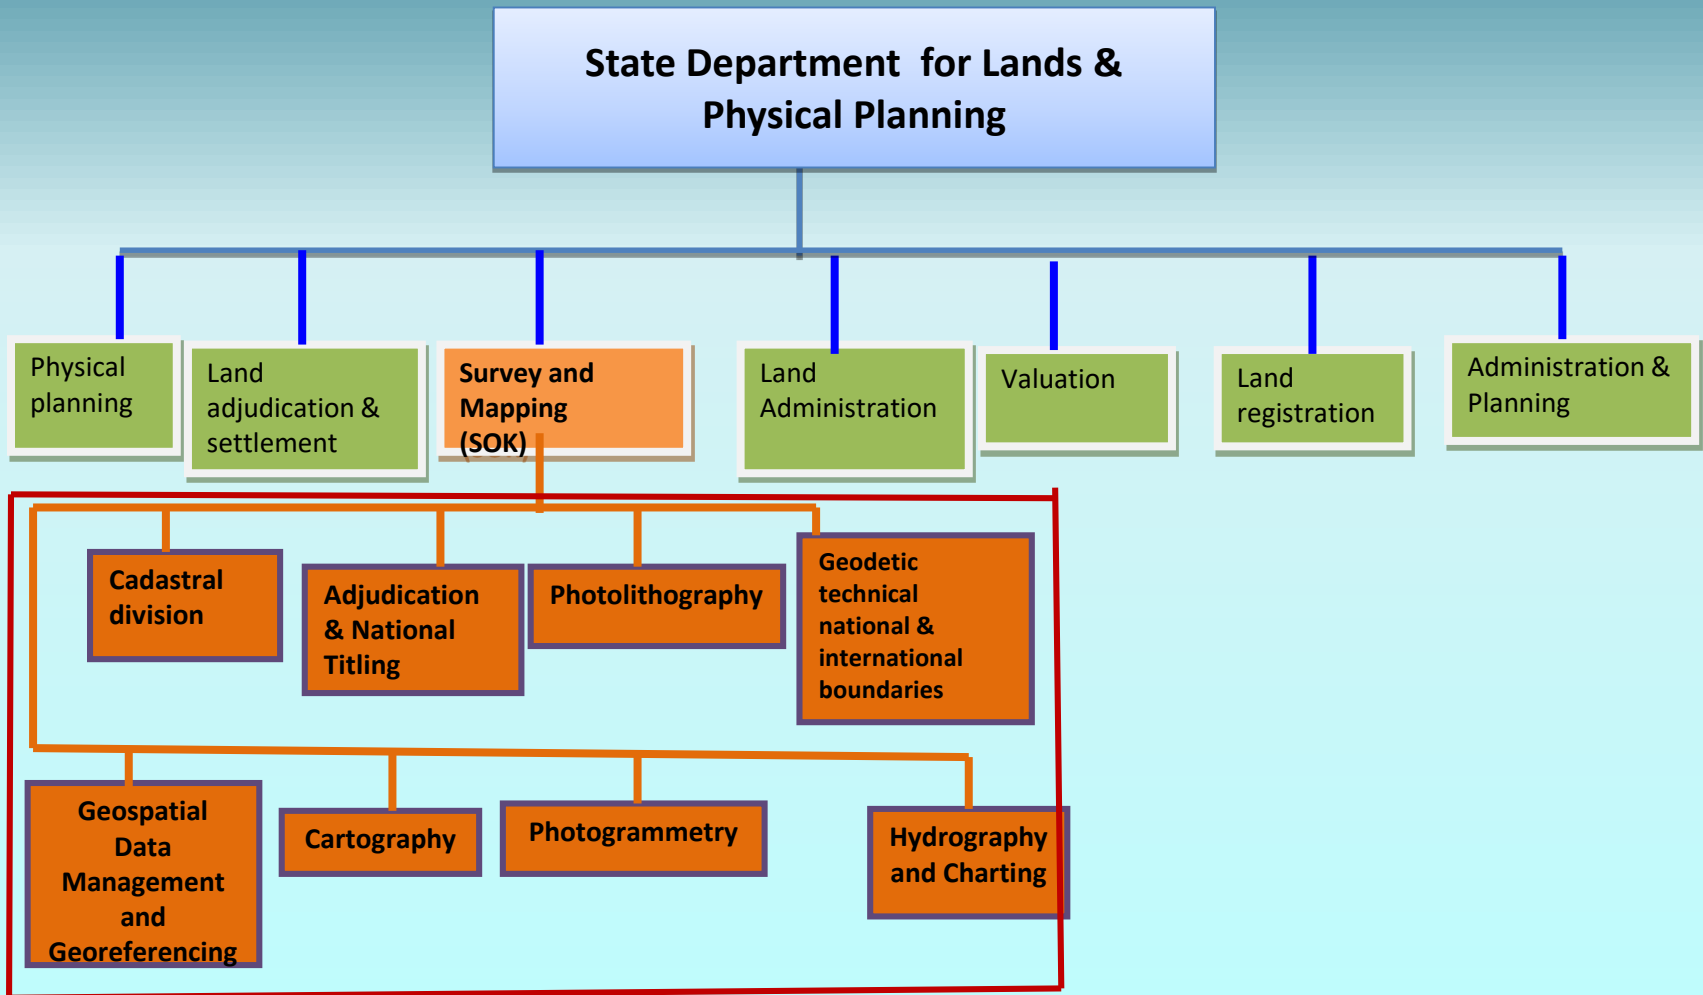 State Department for Lands &
Physical Planning
Physical
planning
Land
adjudication &
settlement
Survey and
Mapping
(SOK)
Land
Administration
Valuation
Land
registration
Administration &
Planning
Cadastral
division
Adjudication
& National
Titling
Photolithography
Geodetic
technical
national &
international
boundaries
Geospatial
Data
Management
and
Georeferencing
Cartography
Photogrammetry
Hydrography
and Charting